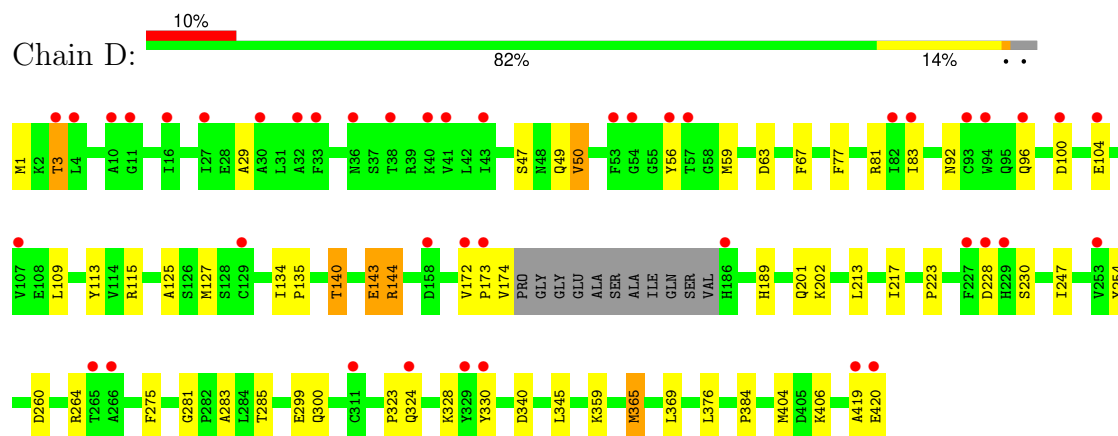 10%
Chain D:
82% 14% • •
M1 K2 T3 L4 A10 G11 I16 I27 E28 A29 A30 L31 A32 F33 N36 S37 T38 R39 K40 V41 L42 I43 S47 N48 Q49 V50 F53 G54 G55 Y56 T57 G58 M59 D63 F67 F77 R81 I82 I83 N92 C93 W94 Q95 Q96 D100 E104
V107 E108 L109 Y113 V114 R115 A125 S126 M127 S128 C129 I134 P135 T140 E143 R144 D158 V172 P173 V174 PRO GLY GLY GLU ALA SER ALA ILE GLN SER VAL H186 H189 Q201 K202 L213 I217 P223 F227 D228 H229 S230 I247 V253
D260 R264 T265 A266 F275 G281 P282 A283 L284 T285 E299 Q300 C311 P323 Q324 K328 Y329 Y330 D340 L345 K359 M365 L369 L376 P384 M404 D405 K406 A419 E420